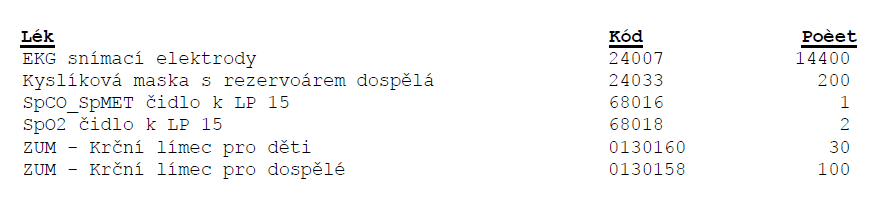 Lék Kód Poèet
EKG snímací elektrody 24007 14400
Kyslíková maska s rezervoárem dospělá 24033 200
SpCO_SpMET čidlo k LP 15 68016 1
SpO2 čidlo k LP 15 68018 2
ZUM - Krční límec pro děti 0130160 30
ZUM - Krční límec pro dospělé 0130158 100